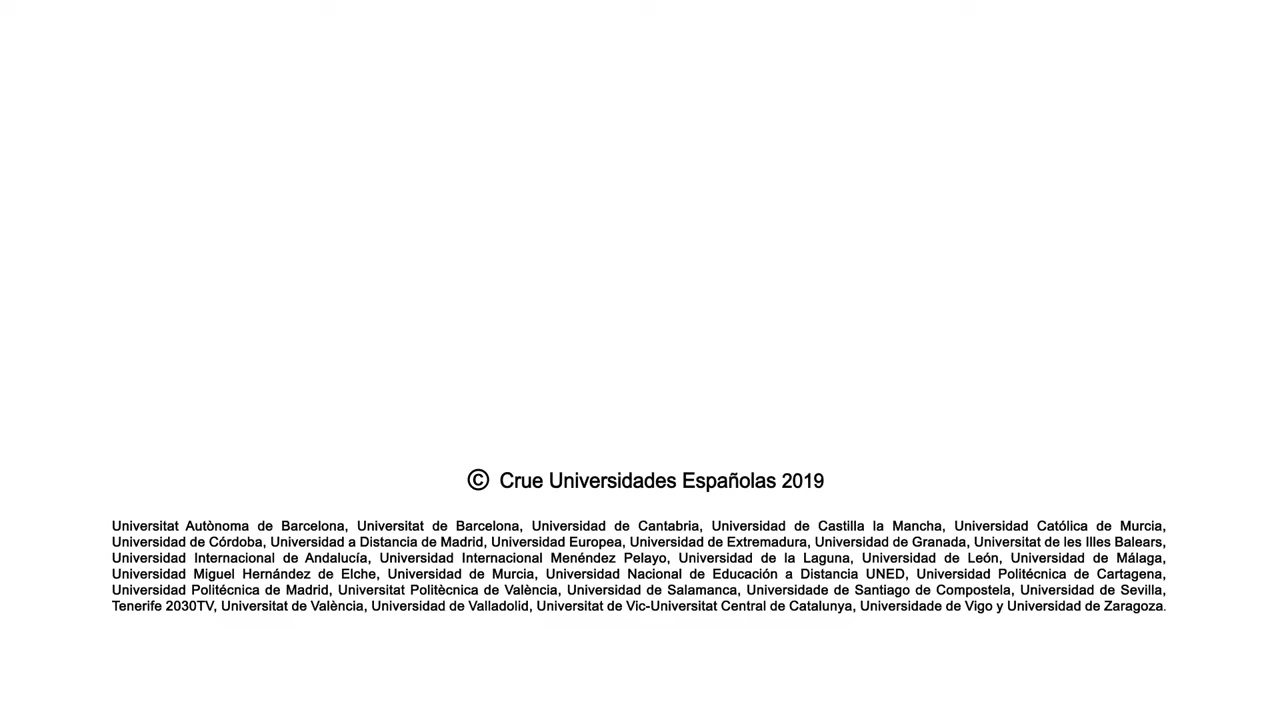 © Crue Universidades Españolas 2019
Universitat Autònoma de Barcelona, Universitat de Barcelona, Universidad de Cantabria, Universidad de Castilla la Mancha, Universidad Católica de Murcia,
Universidad de Córdoba, Universidad a Distancia de Madrid, Universidad Europea, Universidad de Extremadura, Universidad de Granada, Universitat de les Illes Balears,
Universidad Internacional de Andalucía, Universidad Internacional Menéndez Pelayo, Universidad de la Laguna, Universidad de León, Universidad de Málaga,
Universidad Miguel Hernández de Elche, Universidad de Murcia, Universidad Nacional de Educación a Distancia UNED, Universidad Politécnica de Cartagena,
Universidad Politécnica de Madrid, Universitat Politècnica de València, Universidad de Salamanca, Universidade de Santiago de Compostela, Universidad de Sevilla,
Tenerife 2030TV, Universitat de València, Universidad de Valladolid, Universitat de Vic-Universitat Central de Catalunya, Universidade de Vigo y Universidad de Zaragoza.